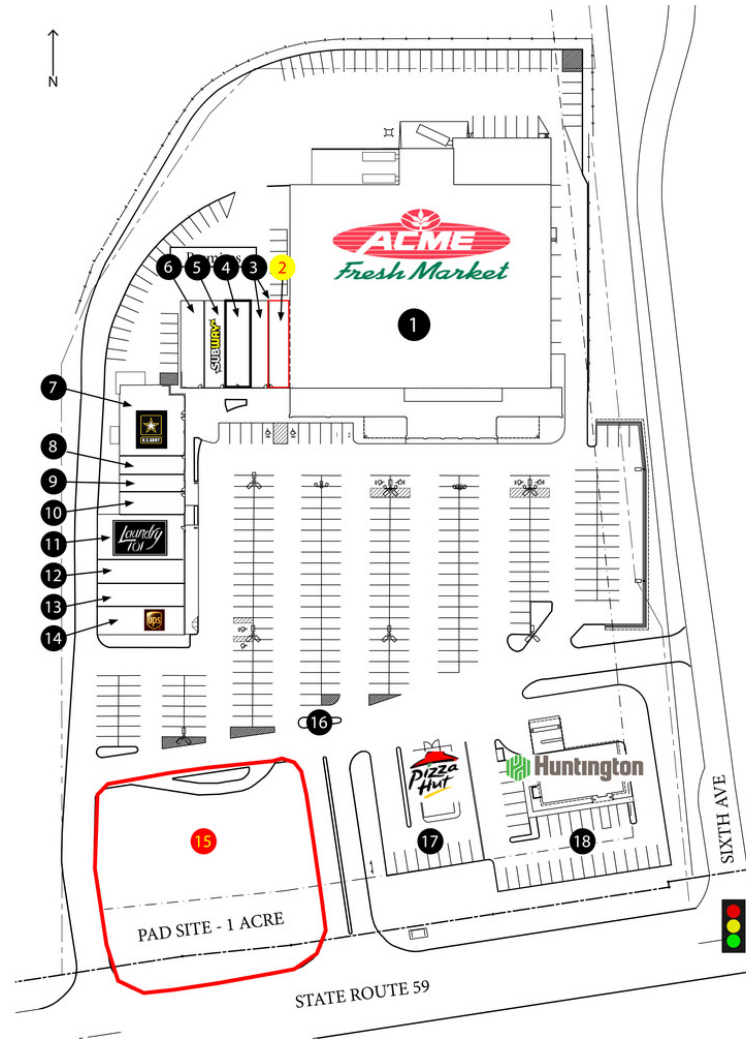 N
ACME
Fresh Market
1
6
5
4
3
2
SUBWAY
7
U.S.ARMY
8
9
10
11
Laundry
101
12
13
14
ups
16
Pizza
Hut
Huntington
17
18
15
PAD SITE - 1 ACRE
STATE ROUTE 59
SIXTH AVE